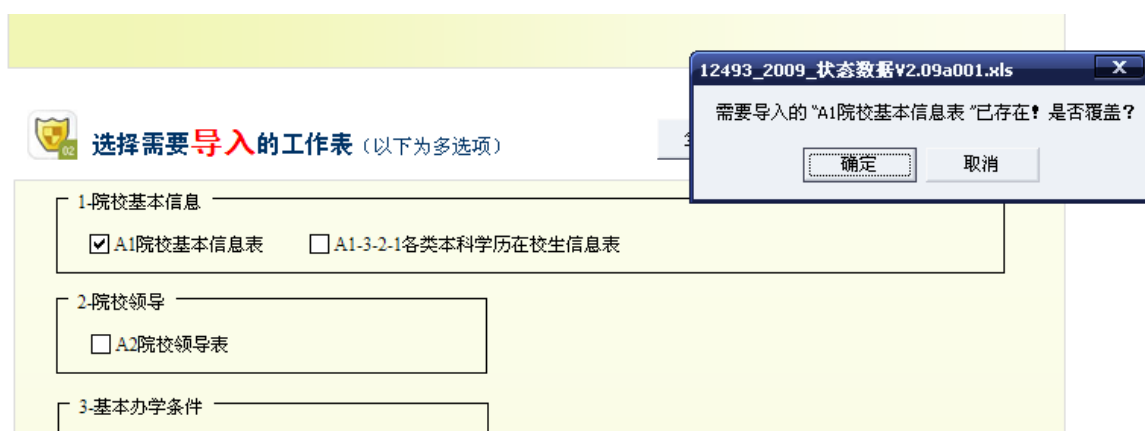 12493_2009_状态数据V2.09a001.xls
需要导入的 "A1院校基本信息表 "已存在！是否覆盖？
确定 取消
02
选择需要导入的工作表（以下为多选项）
1-院校基本信息
A1院校基本信息表 A1-3-2-1各类本科学历在校生信息表
2-院校领导
A2院校领导表
3-基本办学条件